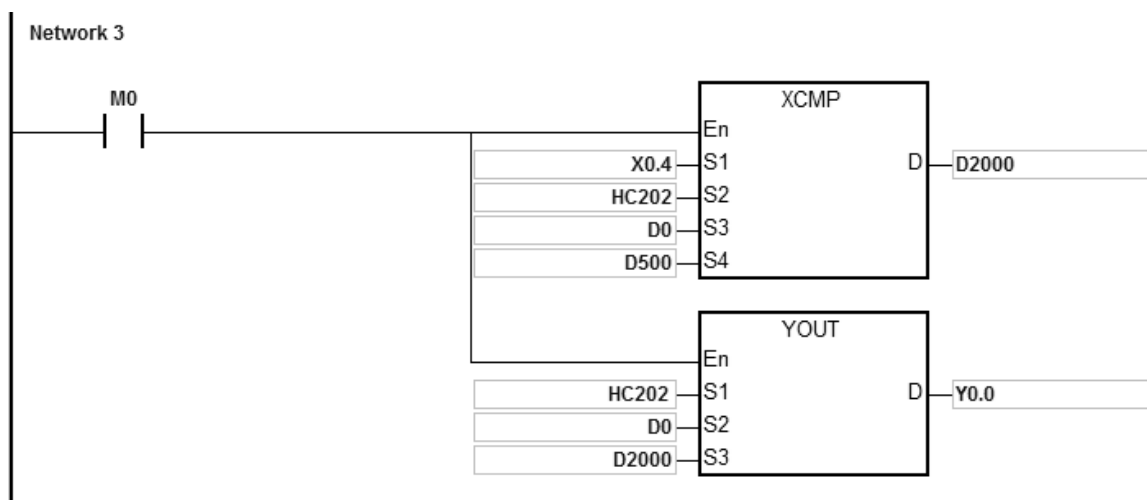 Network 3
M0
XCMP
En
X0.4 S1 D D2000
HC202 S2
D0 S3
D500 S4
YOUT
En
HC202 S1 D Y0.0
D0 S2
D2000 S3